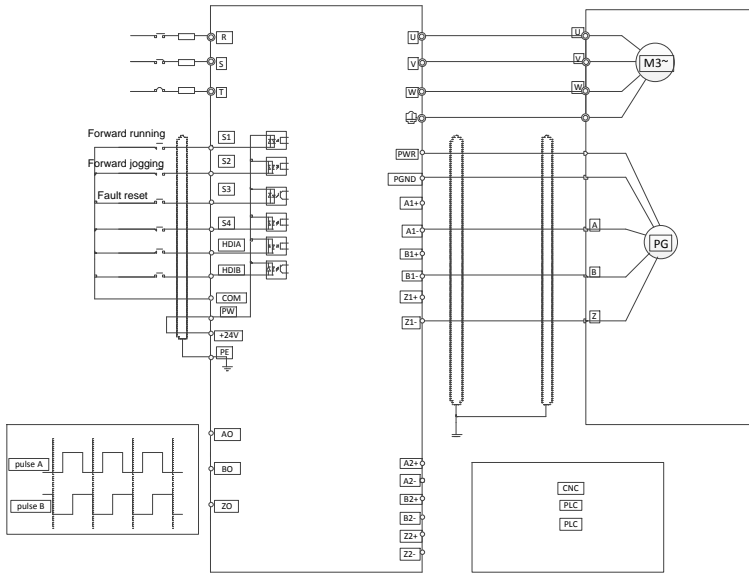 R
S
T
U
V
W
U
V
W
M3~
Forward running
Forward jogging
Fault reset
S1
S2
S3
S4
HDIA
HDIB
COM
PW
+24V
PE
PWR
PGND
A1+
A1-
B1+
B1-
Z1+
Z1-
A
B
Z
PG
pulse A
pulse B
AO
BO
ZO
A2+
A2-
B2+
B2-
Z2+
Z2-
CNC
PLC
PLC